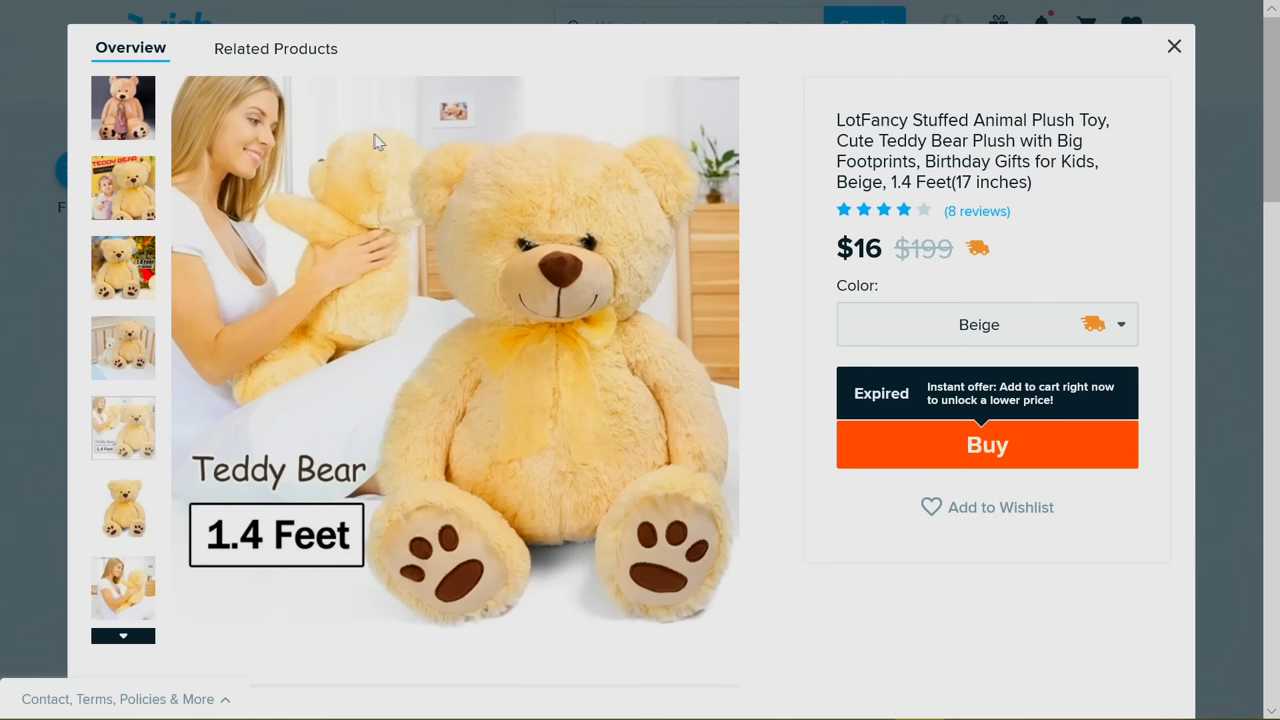 Overview
Related Products
TEDDY BEAR
Teddy Bear
1.4 Feet
LotFancy Stuffed Animal Plush Toy,
Cute Teddy Bear Plush with Big
Footprints, Birthday Gifts for Kids,
Beige, 1.4 Feet(17 inches)
(8 reviews)
$16 $199
Color:
Beige
Expired
Instant offer: Add to cart right now
to unlock a lower price!
Buy
Add to Wishlist
Contact, Terms, Policies & More